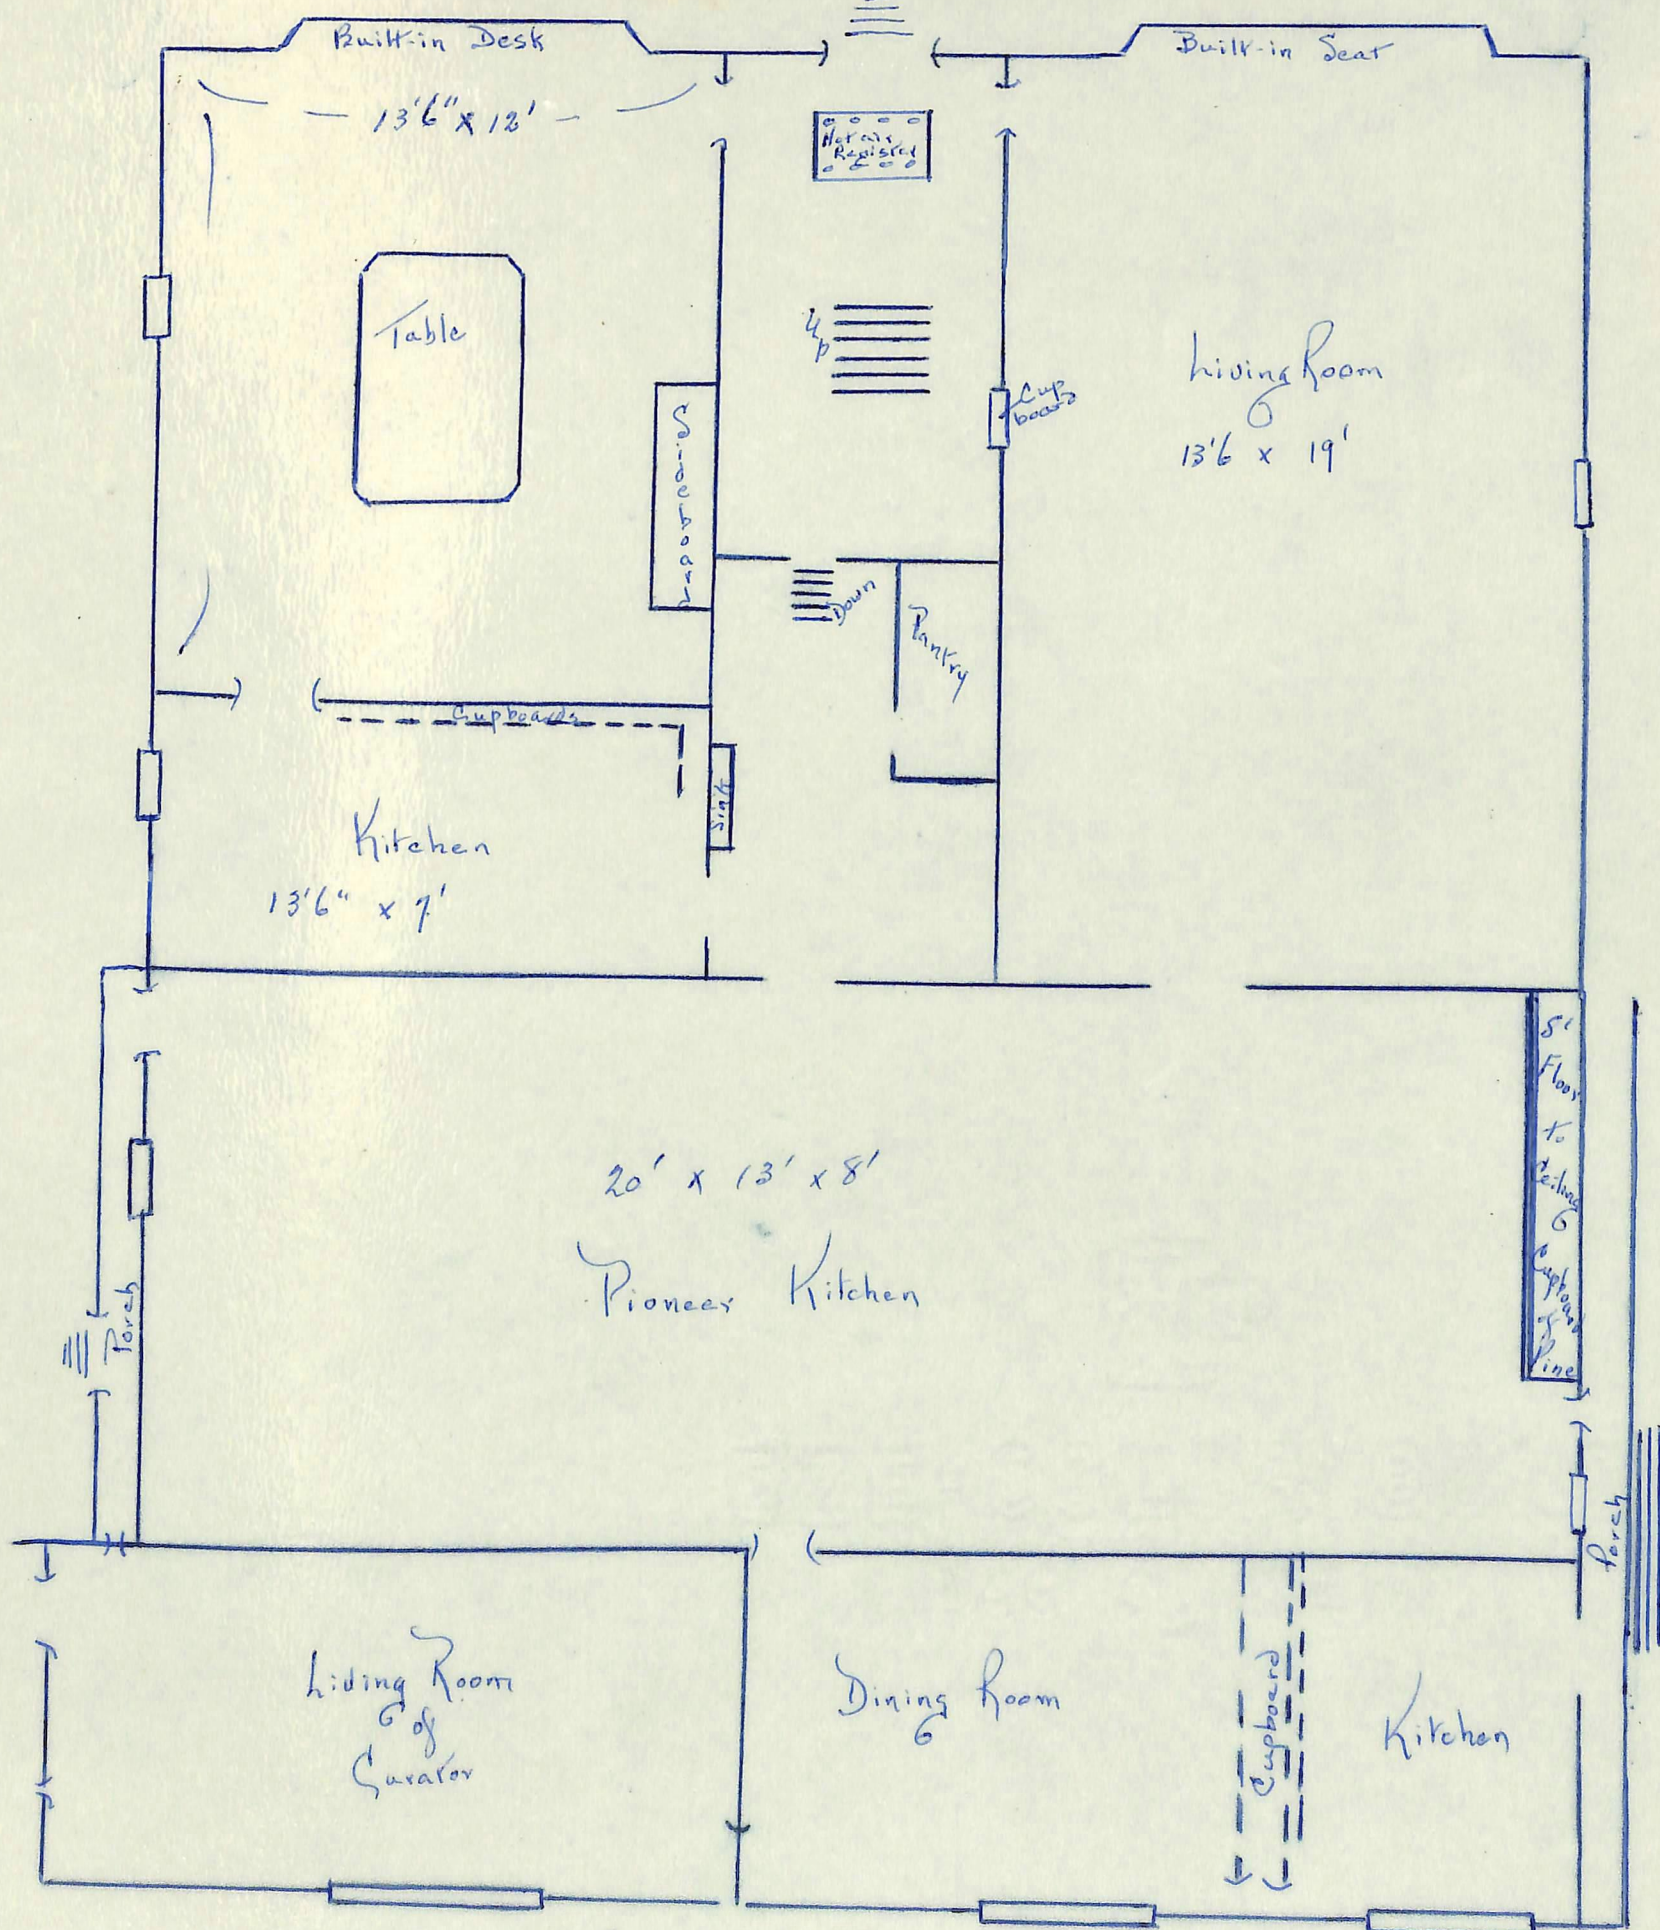 Built-in Desk
Built-in Seat
13'6" x 12'
Hot air
Register
Table
Up
Cup
board
Living Room
13'6 x 19'
Sideboard
Down
Pantry
Cupboards
Sink
Kitchen
13'6" x 7'
8'
Floor
to
Ceiling
Cupboard
of
Pine
20' x 13' x 8'
Pioneer Kitchen
Porch
Porch
Living Room
of
Curator
Dining Room
Cupboard
Kitchen